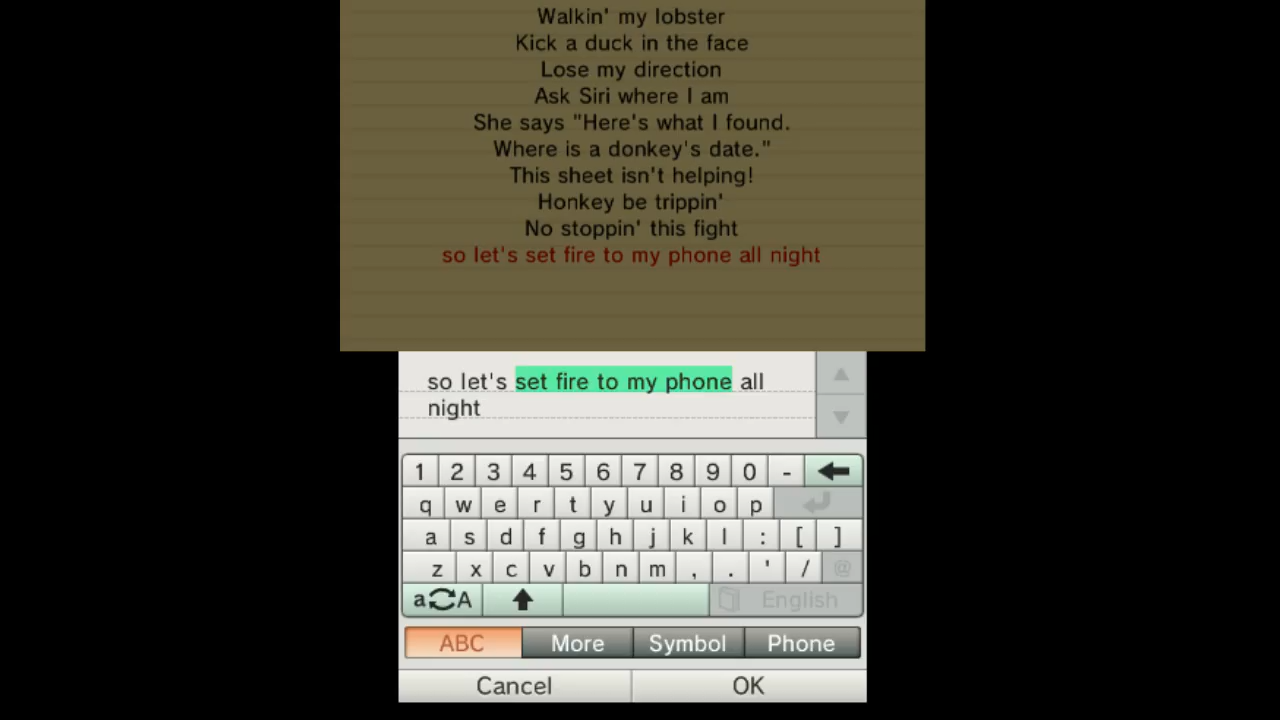 Walkin' my lobster
Kick a duck in the face
Lose my direction
Ask Siri where I am
She says "Here's what I found.
Where is a donkey's date."
This sheet isn't helping!
Honkey be trippin'
No stoppin' this fight
so let's set fire to my phone all night
so let's set fire to my phone all
night
1 2 3 4 5 6 7 8 9 0 -
q w e r t y u i o p
a s d f g h j k l : [ ]
z x c v b n m , . ' / @
a A English
ABC More Symbol Phone
Cancel OK